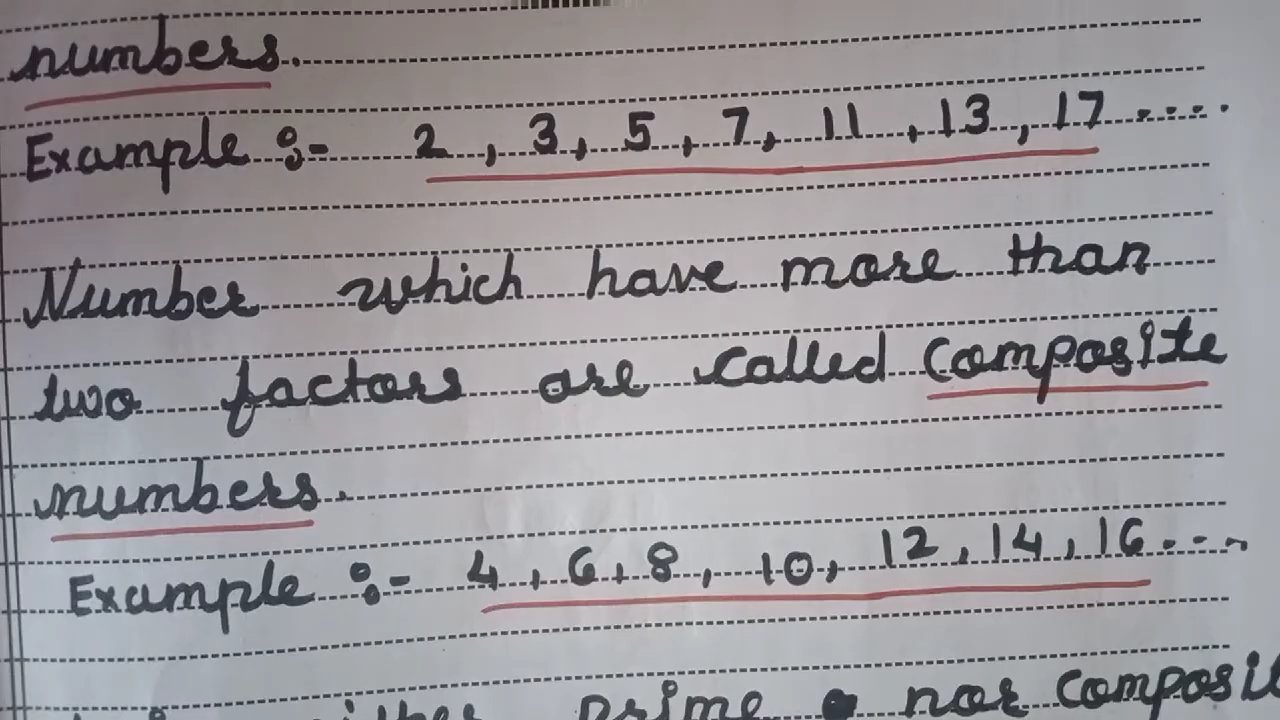 numbers.
Example :- 2, 3, 5, 7, 11, 13, 17....
Number which have more than
two factors are called Composite
numbers.
Example :- 4, 6, 8, 10, 12, 14, 16....
prime nor composi